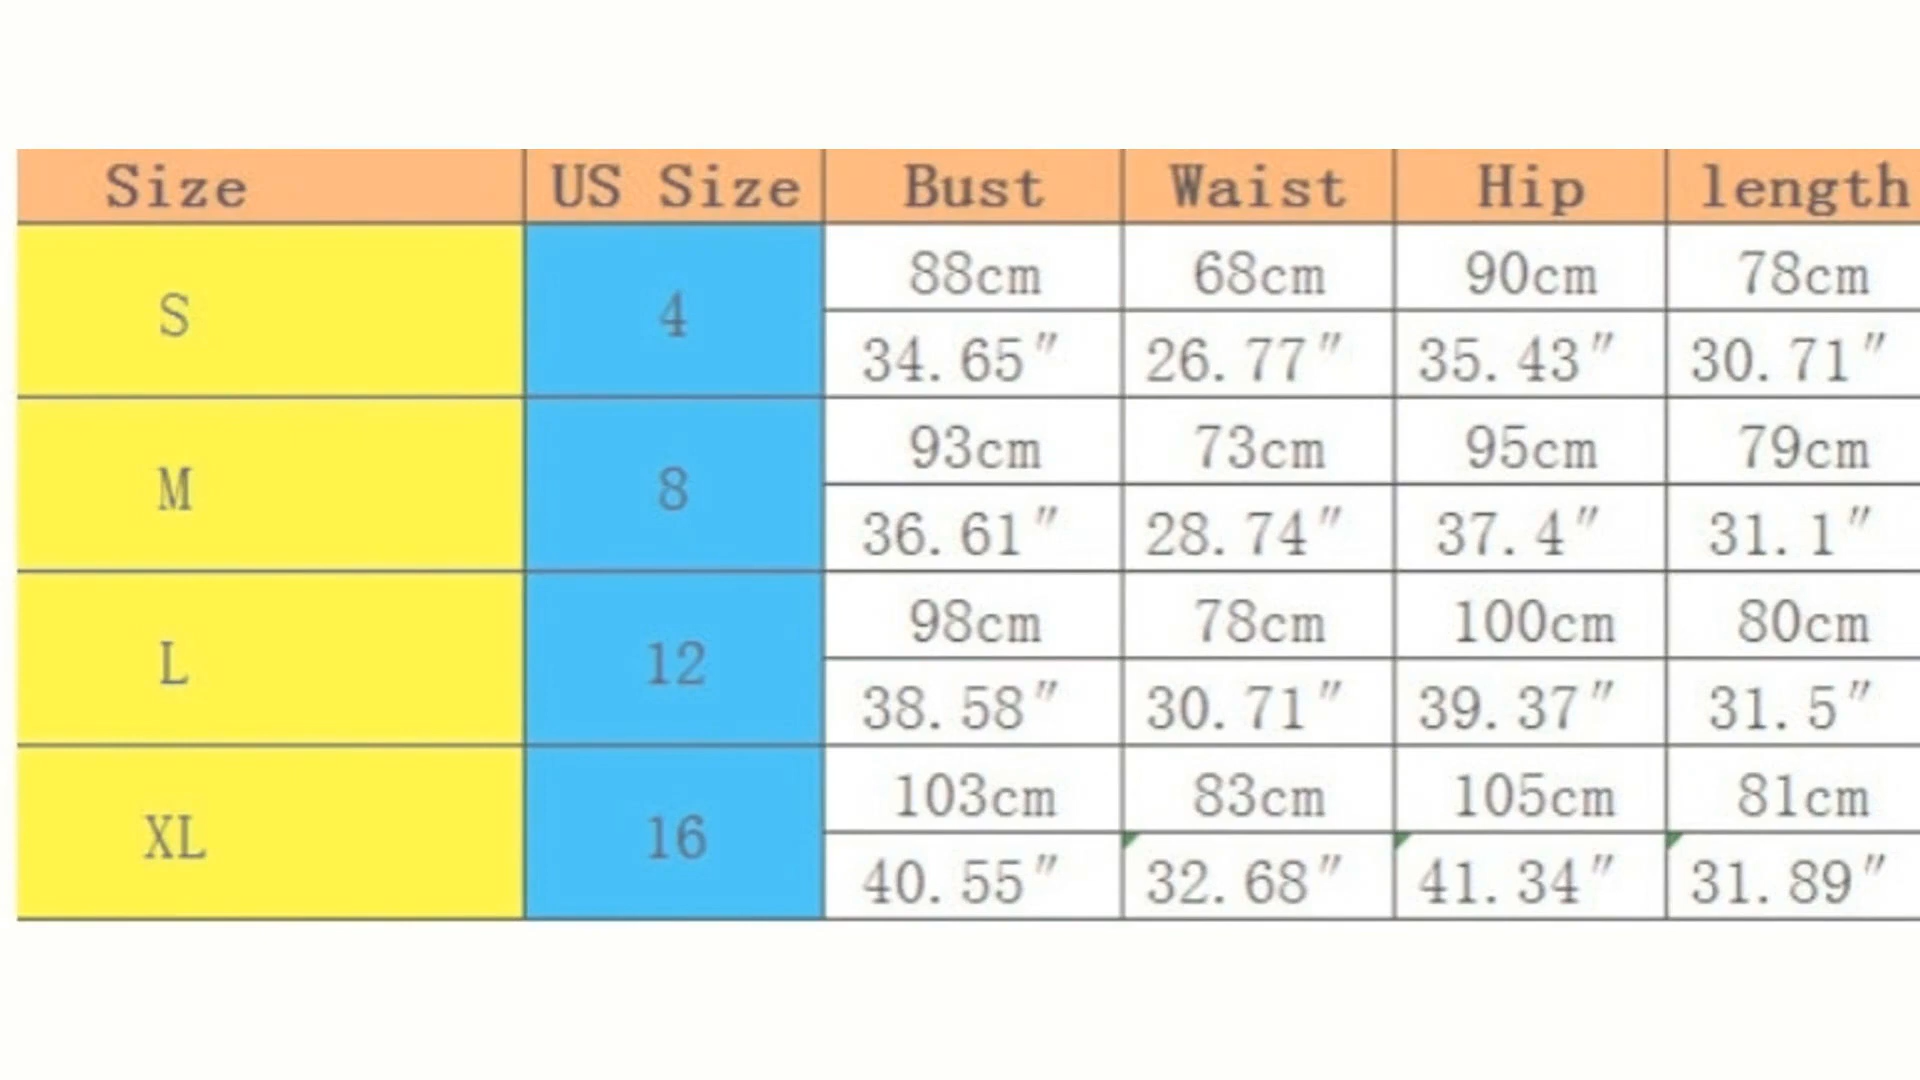 Size US Size Bust Waist Hip length
S 4 88cm 68cm 90cm 78cm
34.65″ 26.77″ 35.43″ 30.71″
M 8 93cm 73cm 95cm 79cm
36.61″ 28.74″ 37.4″ 31.1″
L 12 98cm 78cm 100cm 80cm
38.58″ 30.71″ 39.37″ 31.5″
XL 16 103cm 83cm 105cm 81cm
40.55″ 32.68″ 41.34″ 31.89″